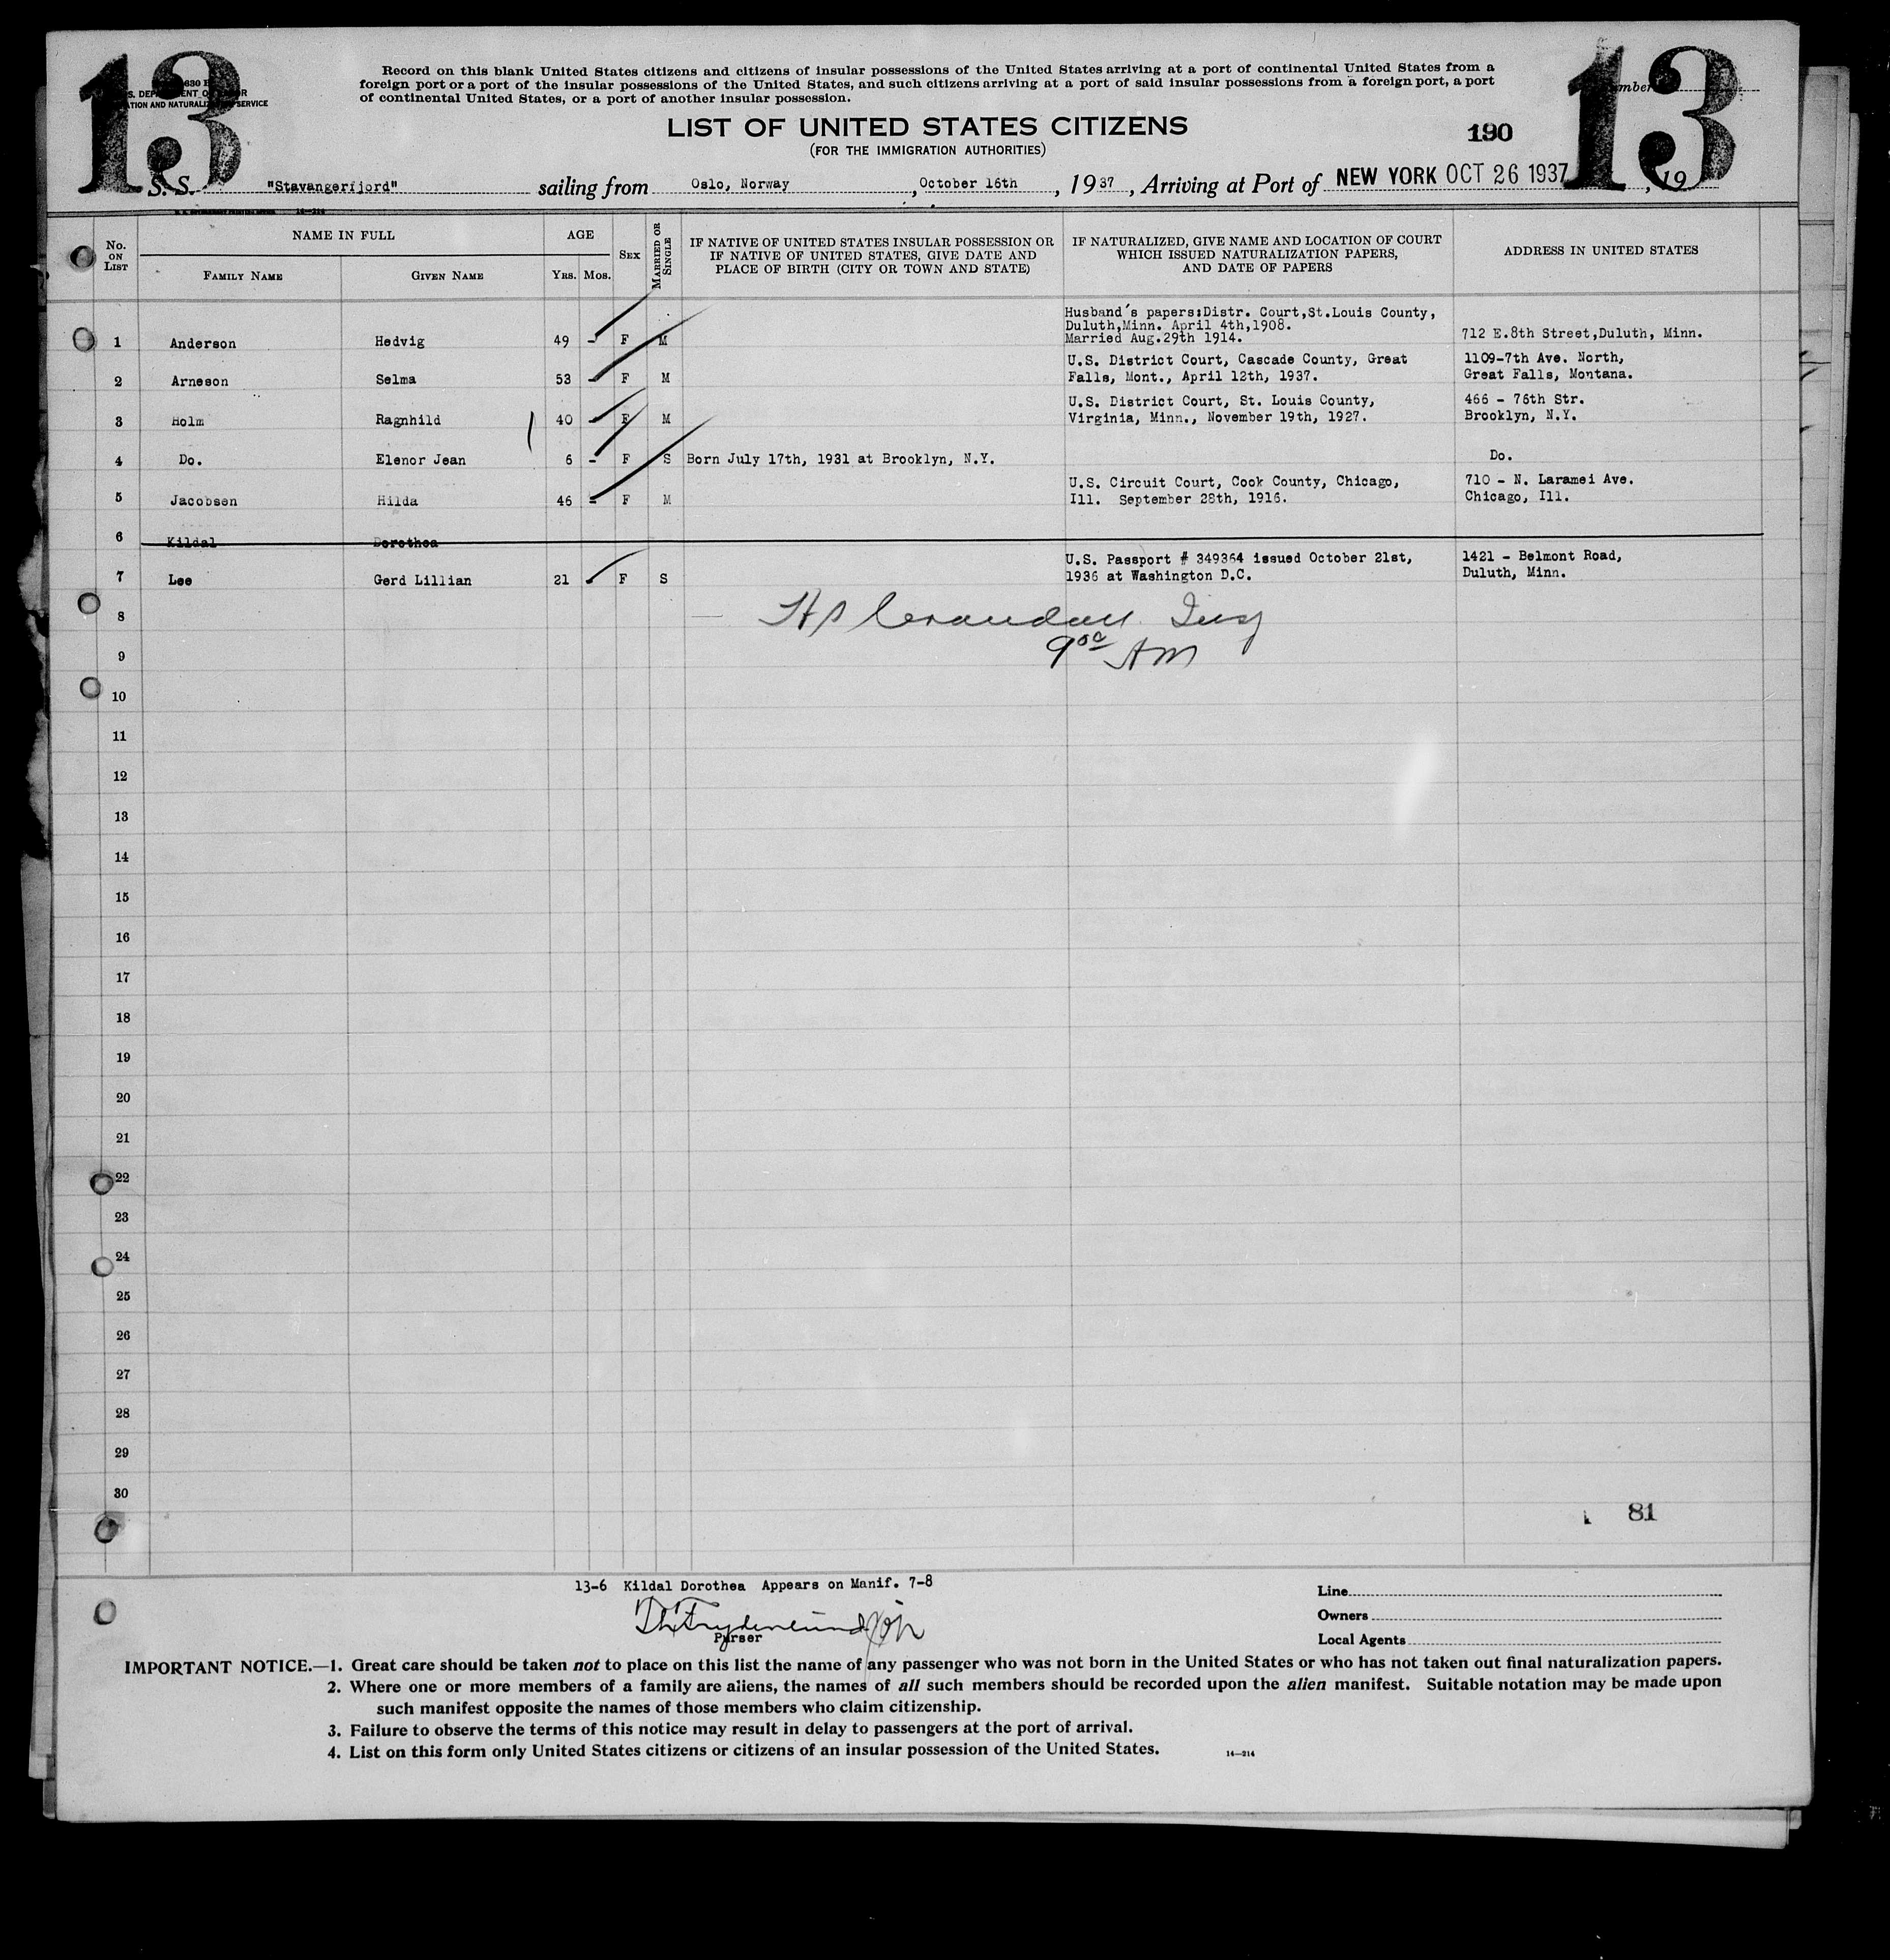 13
630 B
13
Record on this blank United States citizens and citizens of insular possessions of the United States arriving at a port of continental United States from a
foreign port or a port of the insular possessions of the United States, and such citizens arriving at a port of said insular possessions from a foreign port, a port
of continental United States, or a port of another insular possession.
LIST OF UNITED STATES CITIZENS
190
(FOR THE IMMIGRATION AUTHORITIES)
S. S. "Stavangerfjord" sailing from Oslo, Norway, October 16th, 1937, Arriving at Port of NEW YORK OCT 26 1937, 19
No. ON LIST
NAME IN FULL
FAMILY NAME
GIVEN NAME
AGE
YRS. MOS.
SEX
MARRIED OR SINGLE
IF NATIVE OF UNITED STATES INSULAR POSSESSION OR
IF NATIVE OF UNITED STATES, GIVE DATE AND
PLACE OF BIRTH (CITY OR TOWN AND STATE)
IF NATURALIZED, GIVE NAME AND LOCATION OF COURT
WHICH ISSUED NATURALIZATION PAPERS,
AND DATE OF PAPERS
ADDRESS IN UNITED STATES
Husband's papers:Distr. Court,St.Louis County,
Duluth,Minn. April 4th,1908.
1 Anderson Hedvig 49 - F M Married Aug.29th 1914. 712 E.8th Street,Duluth, Minn.
U.S. District Court, Cascade County, Great 1109-7th Ave. North,
2 Arneson Selma 53 - F M Falls, Mont., April 12th, 1937. Great Falls, Montana.
U.S. District Court, St. Louis County, 466 - 76th Str.
3 Holm Ragnhild 40 - F M Virginia, Minn., November 19th, 1927. Brooklyn, N.Y.
4 Do. Elenor Jean 6 - F S Born July 17th, 1931 at Brooklyn, N.Y. Do.
U.S. Circuit Court, Cook County, Chicago, 710 - N. Laramei Ave.
5 Jacobsen Hilda 46 - F M Ill. September 28th, 1916. Chicago, Ill.
6 Kildal Dorothea
U.S. Passport # 349364 issued October 21st, 1421 - Belmont Road,
7 Lee Gerd Lillian 21 F S 1936 at Washington D.C. Duluth, Minn.
8
9 9 00 AM
10
11
12
13
14
15
16
17
18
19
20
21
22
23
24
25
26
27
28
29
30
81
13-6 Kildal Dorothea Appears on Manif. 7-8
Purser
Line
Owners
Local Agents
IMPORTANT NOTICE.—1. Great care should be taken not to place on this list the name of any passenger who was not born in the United States or who has not taken out final naturalization papers.
2. Where one or more members of a family are aliens, the names of all such members should be recorded upon the alien manifest. Suitable notation may be made upon
such manifest opposite the names of those members who claim citizenship.
3. Failure to observe the terms of this notice may result in delay to passengers at the port of arrival.
4. List on this form only United States citizens or citizens of an insular possession of the United States.
14—214